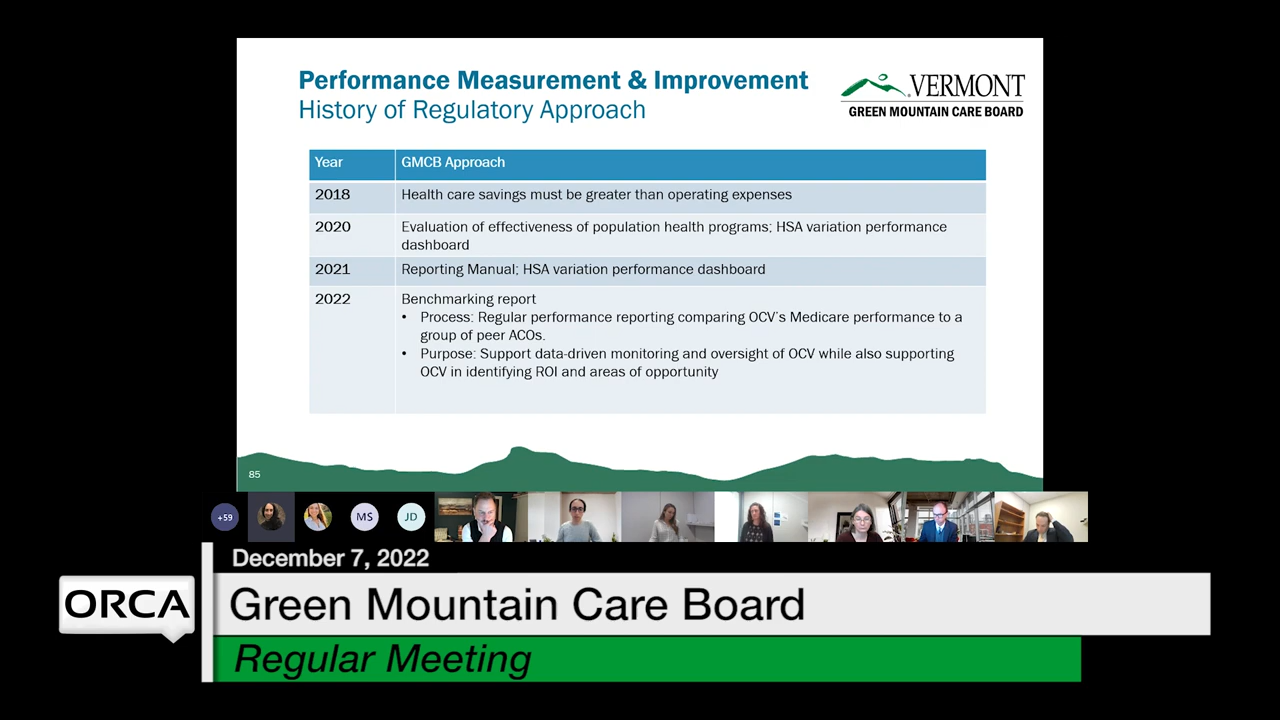 Performance Measurement & Improvement
History of Regulatory Approach
VERMONT
GREEN MOUNTAIN CARE BOARD
Year GMCB Approach
2018 Health care savings must be greater than operating expenses
2020 Evaluation of effectiveness of population health programs; HSA variation performance
dashboard
2021 Reporting Manual; HSA variation performance dashboard
2022 Benchmarking report
• Process: Regular performance reporting comparing OCV's Medicare performance to a
group of peer ACOs.
• Purpose: Support data-driven monitoring and oversight of OCV while also supporting
OCV in identifying ROI and areas of opportunity
85
+59 MS JD
December 7, 2022
ORCA
Green Mountain Care Board
Regular Meeting